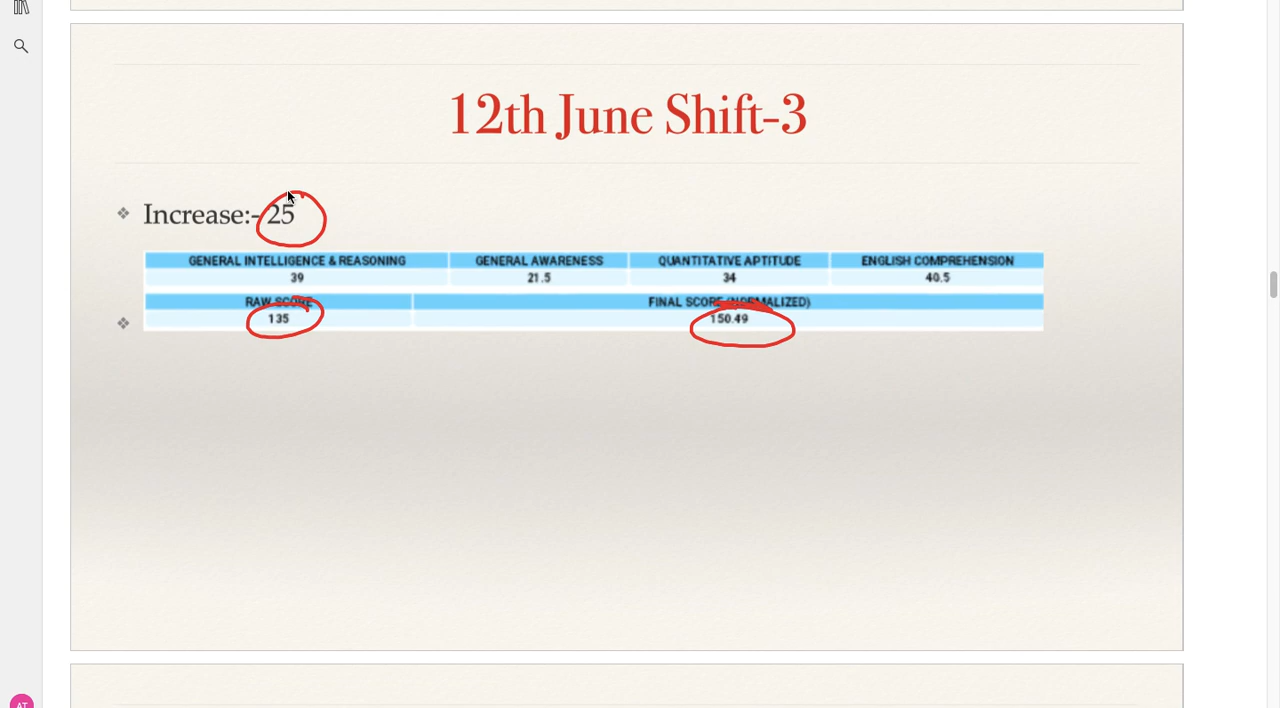 12th June Shift-3
❖ Increase:- 25
GENERAL INTELLIGENCE & REASONING GENERAL AWARENESS QUANTITATIVE APTITUDE ENGLISH COMPREHENSION
39 21.5 34 40.5
RAW SCORE FINAL SCORE (NORMALIZED)
❖ 135 150.49
AT